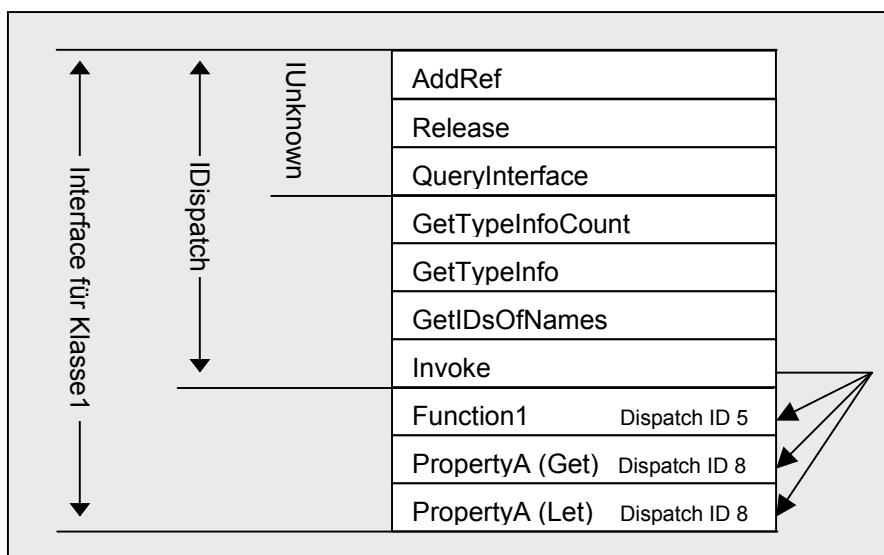 Interface für Klasse1
IDispatch
IUnknown
AddRef
Release
QueryInterface
GetTypeInfoCount
GetTypeInfo
GetIDsOfNames
Invoke
Function1 Dispatch ID 5
PropertyA (Get) Dispatch ID 8
PropertyA (Let) Dispatch ID 8